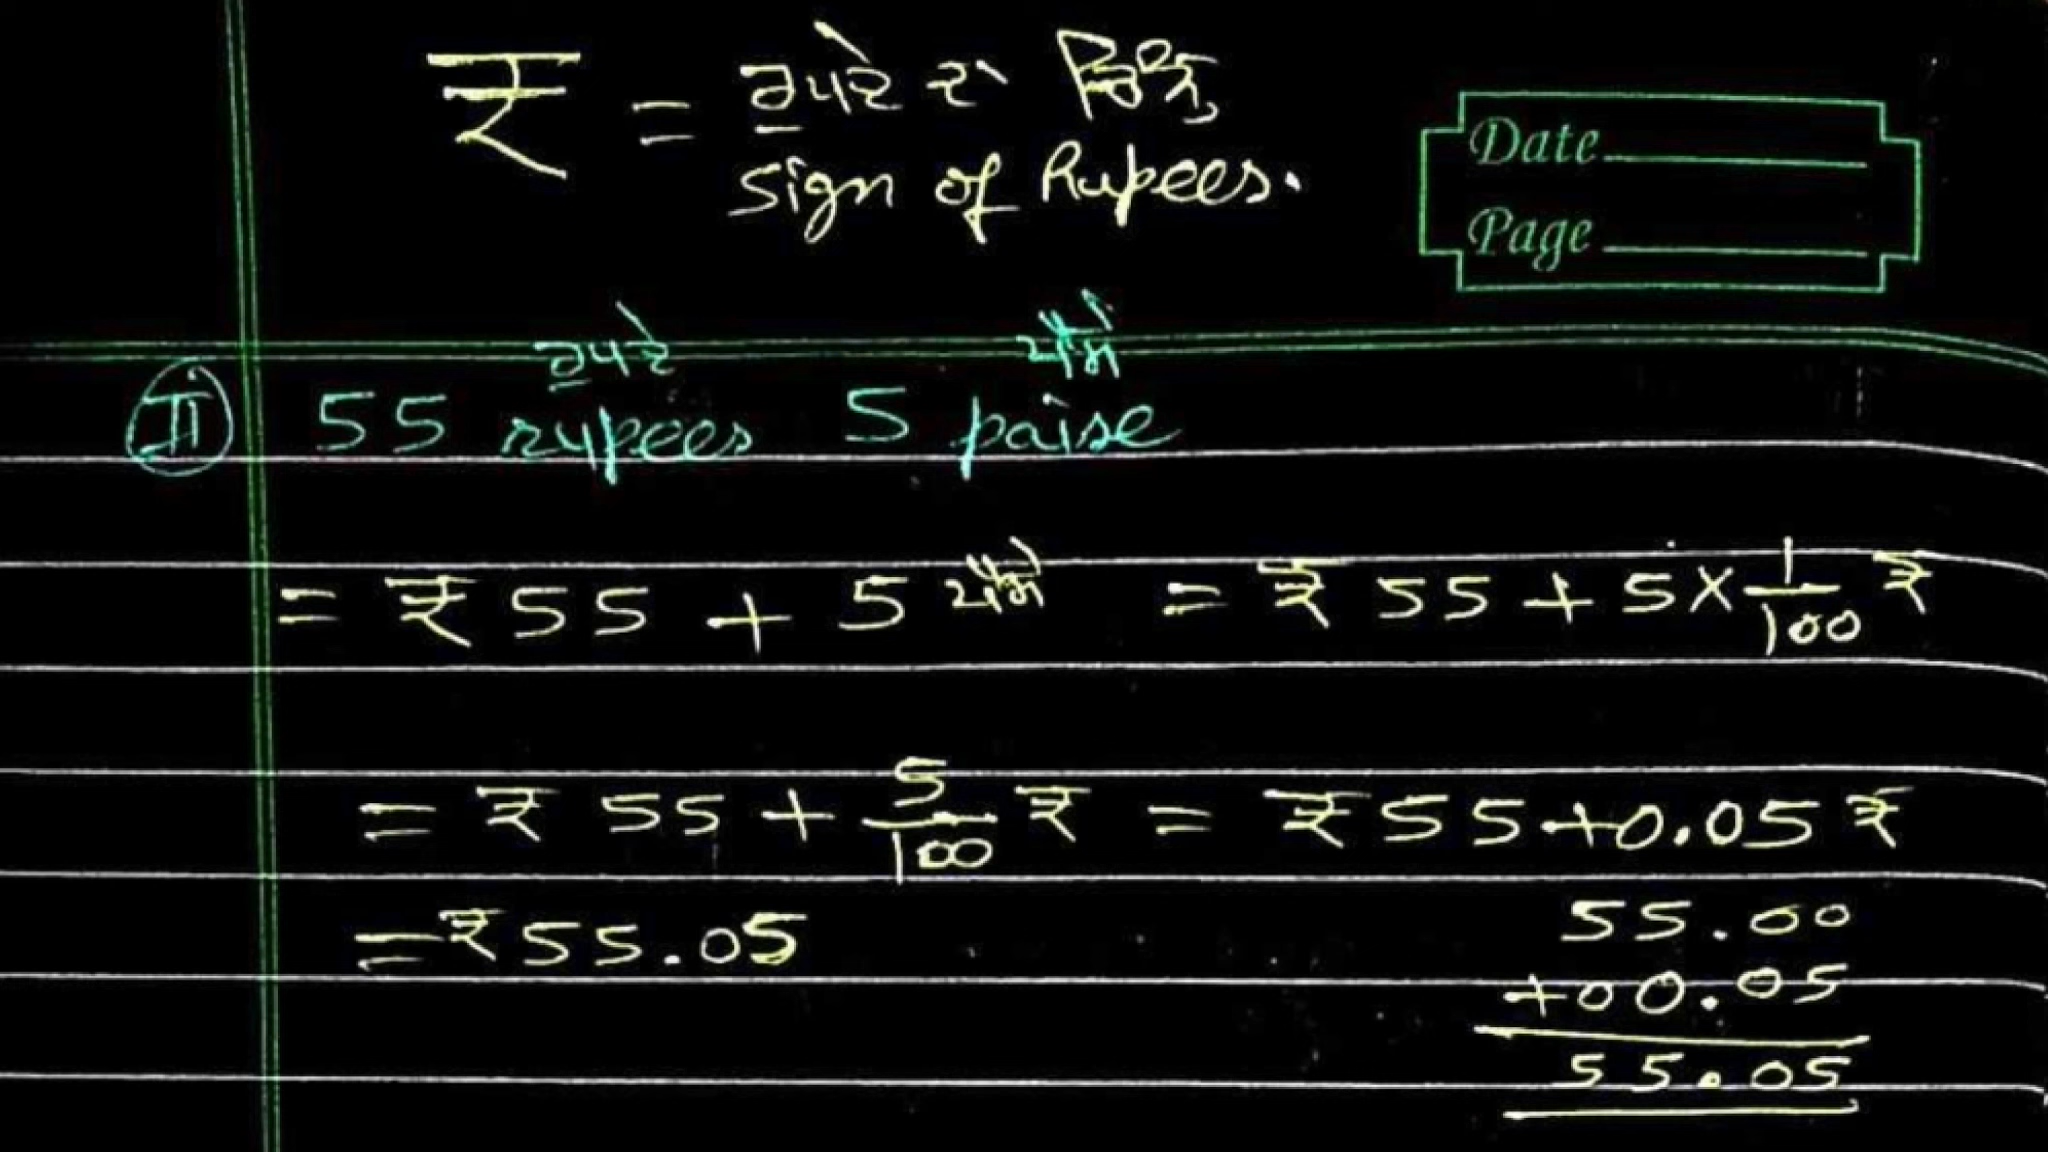 ₹ = ਰੁਪਏ ਦਾ ਚਿੰਨ੍ਹ
Sign of Rupees.
Date
Page
ਰੁਪਏ ਪੈਸੇ
II 55 rupees 5 paise
= ₹ 55 + 5 ਪੈਸੇ = ₹ 55 + 5 × 1/100 ₹
= ₹ 55 + 5/100 ₹ = ₹ 55 + 0.05 ₹
= ₹ 55.05
55.00
+00.05
55.05